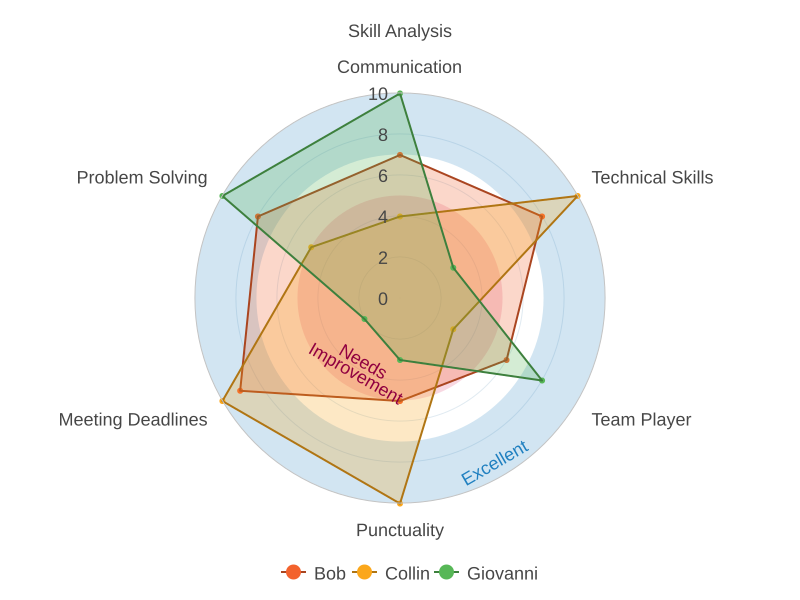 Skill Analysis
Communication
10
8
6
4
2
0
Problem Solving
Technical Skills
Needs
Improvement
Meeting Deadlines
Team Player
Excellent
Punctuality
Bob
Collin
Giovanni